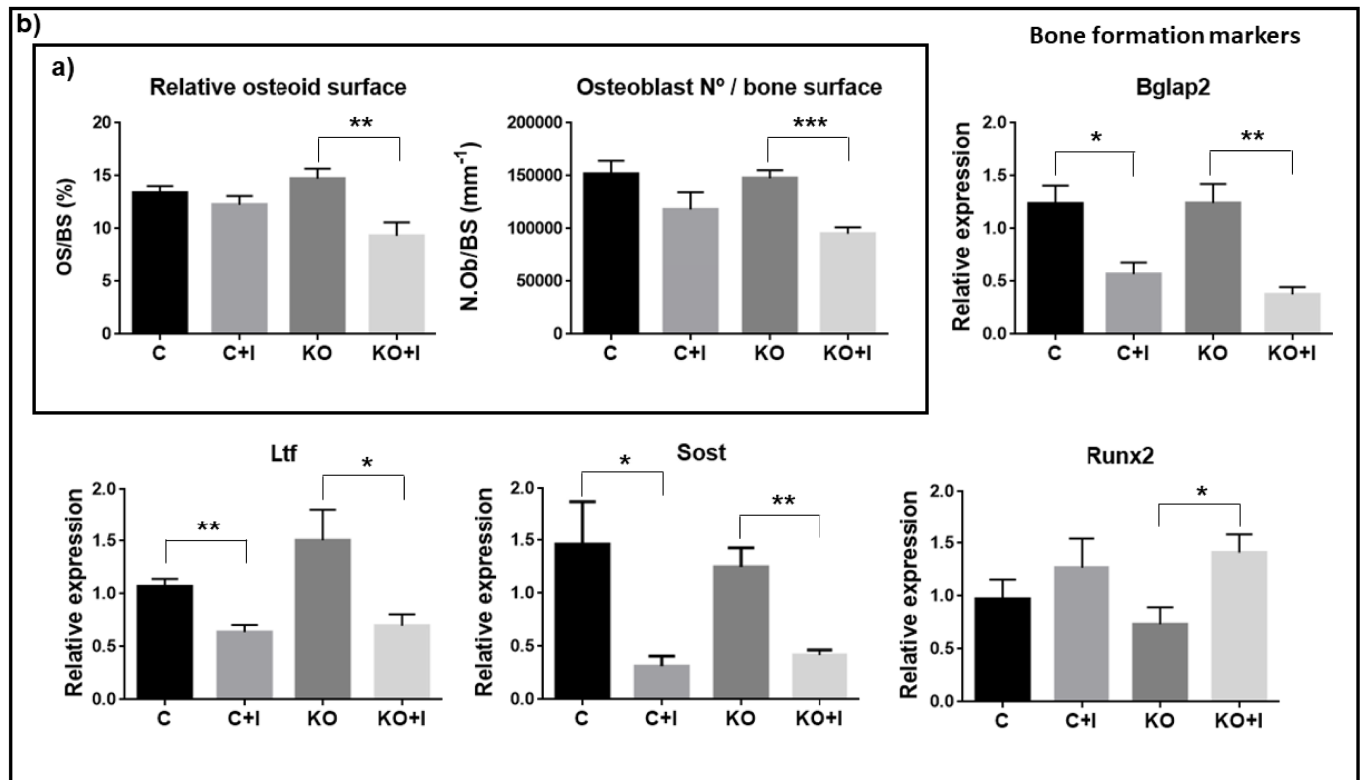 b)
a)
Bone formation markers
Relative osteoid surface
OS/BS (%)
20
15
10
5
0
**
C C+I KO KO+I
Osteoblast Nº / bone surface
N.Ob/BS (mm-1)
200000
150000
100000
50000
0
***
C C+I KO KO+I
Bglap2
Relative expression
2.0
1.5
1.0
0.5
0.0
* **
C C+I KO KO+I
Ltf
Relative expression
2.0
1.5
1.0
0.5
0.0
** *
C C+I KO KO+I
Sost
Relative expression
2.0
1.5
1.0
0.5
0.0
* **
C C+I KO KO+I
Runx2
Relative expression
2.0
1.5
1.0
0.5
0.0
*
C C+I KO KO+I